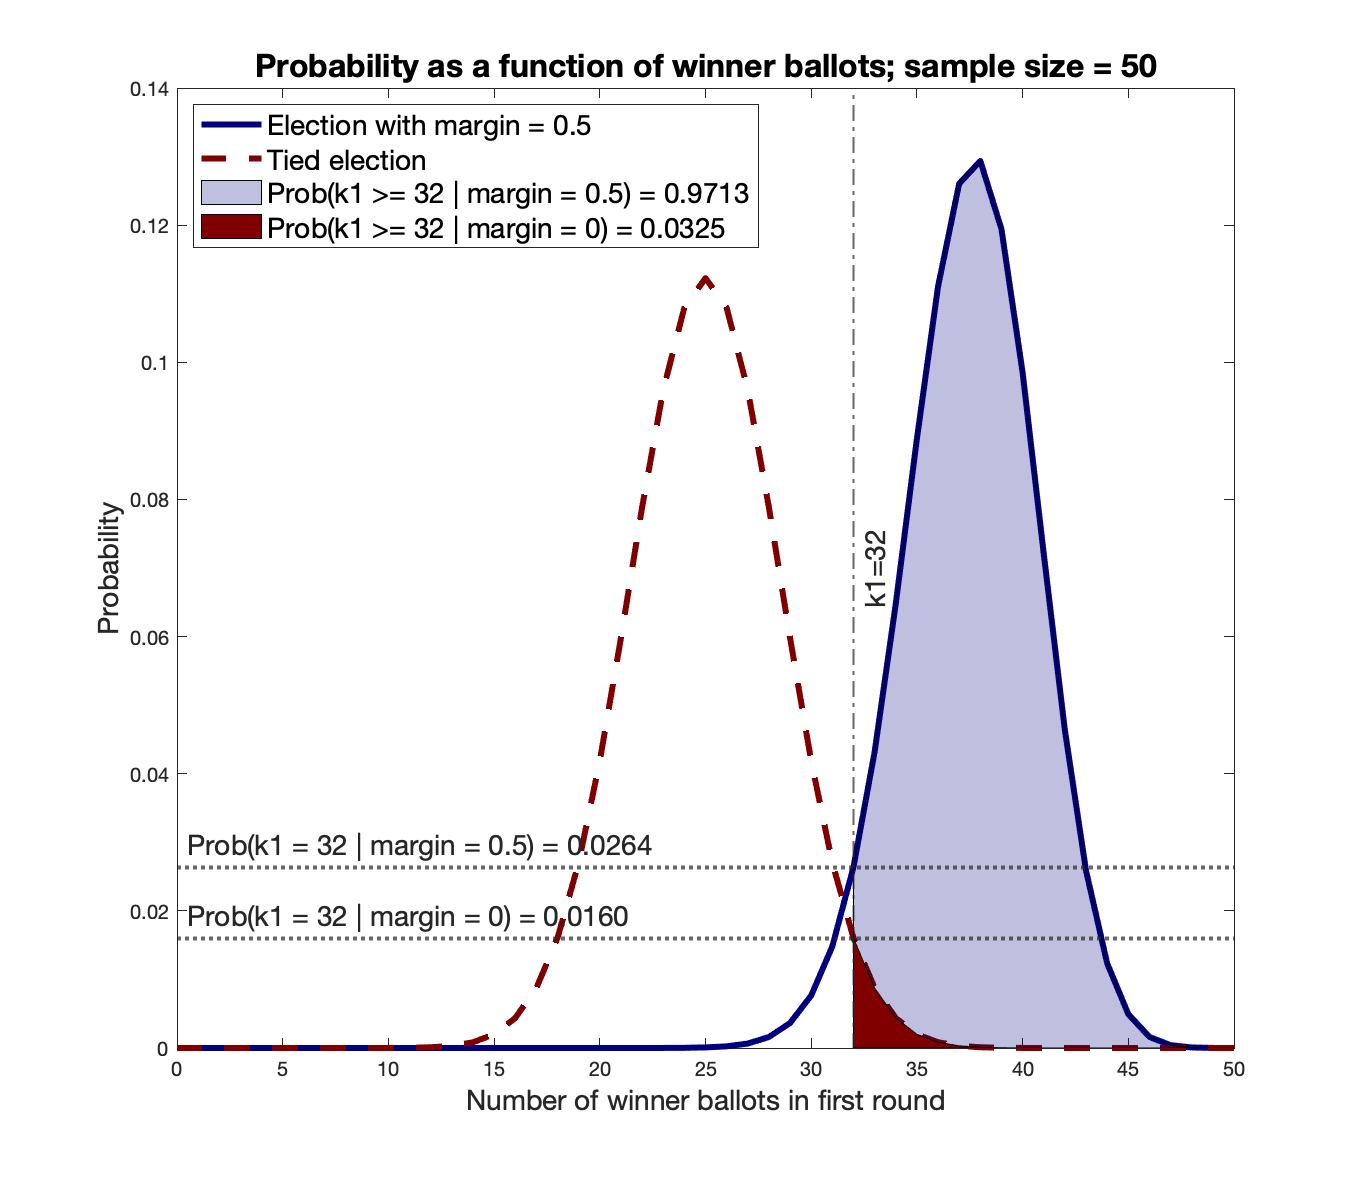 Probability as a function of winner ballots; sample size = 50
0.14
0.12
0.1
0.08
0.06
0.04
0.02
0
Probability
Election with margin = 0.5
Tied election
Prob(k1 >= 32 | margin = 0.5) = 0.9713
Prob(k1 >= 32 | margin = 0) = 0.0325
k1=32
Prob(k1 = 32 | margin = 0.5) = 0.0264
Prob(k1 = 32 | margin = 0) = 0.0160
0 5 10 15 20 25 30 35 40 45 50
Number of winner ballots in first round